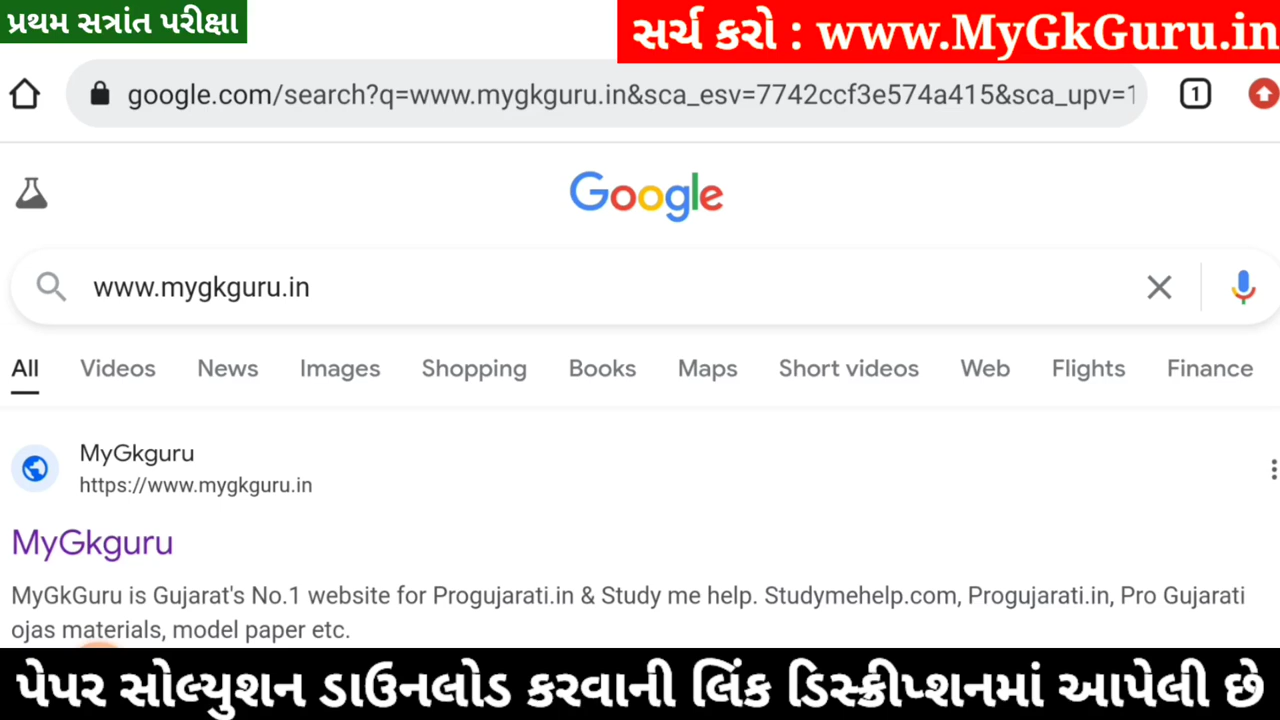 પ્રથમ સત્રાંત પરીક્ષા
સર્ચ કરો : www.MyGkGuru.in
google.com/search?q=www.mygkguru.in&sca_esv=7742ccf3e574a415&sca_upv=1
1
Google
www.mygkguru.in
All Videos News Images Shopping Books Maps Short videos Web Flights Finance
MyGkguru
https://www.mygkguru.in
MyGkguru
MyGkGuru is Gujarat's No.1 website for Progujarati.in & Study me help. Studymehelp.com, Progujarati.in, Pro Gujarati
ojas materials, model paper etc.
પેપર સોલ્યુશન ડાઉનલોડ કરવાની લિંક ડિસ્ક્રીપ્શનમાં આપેલી છે